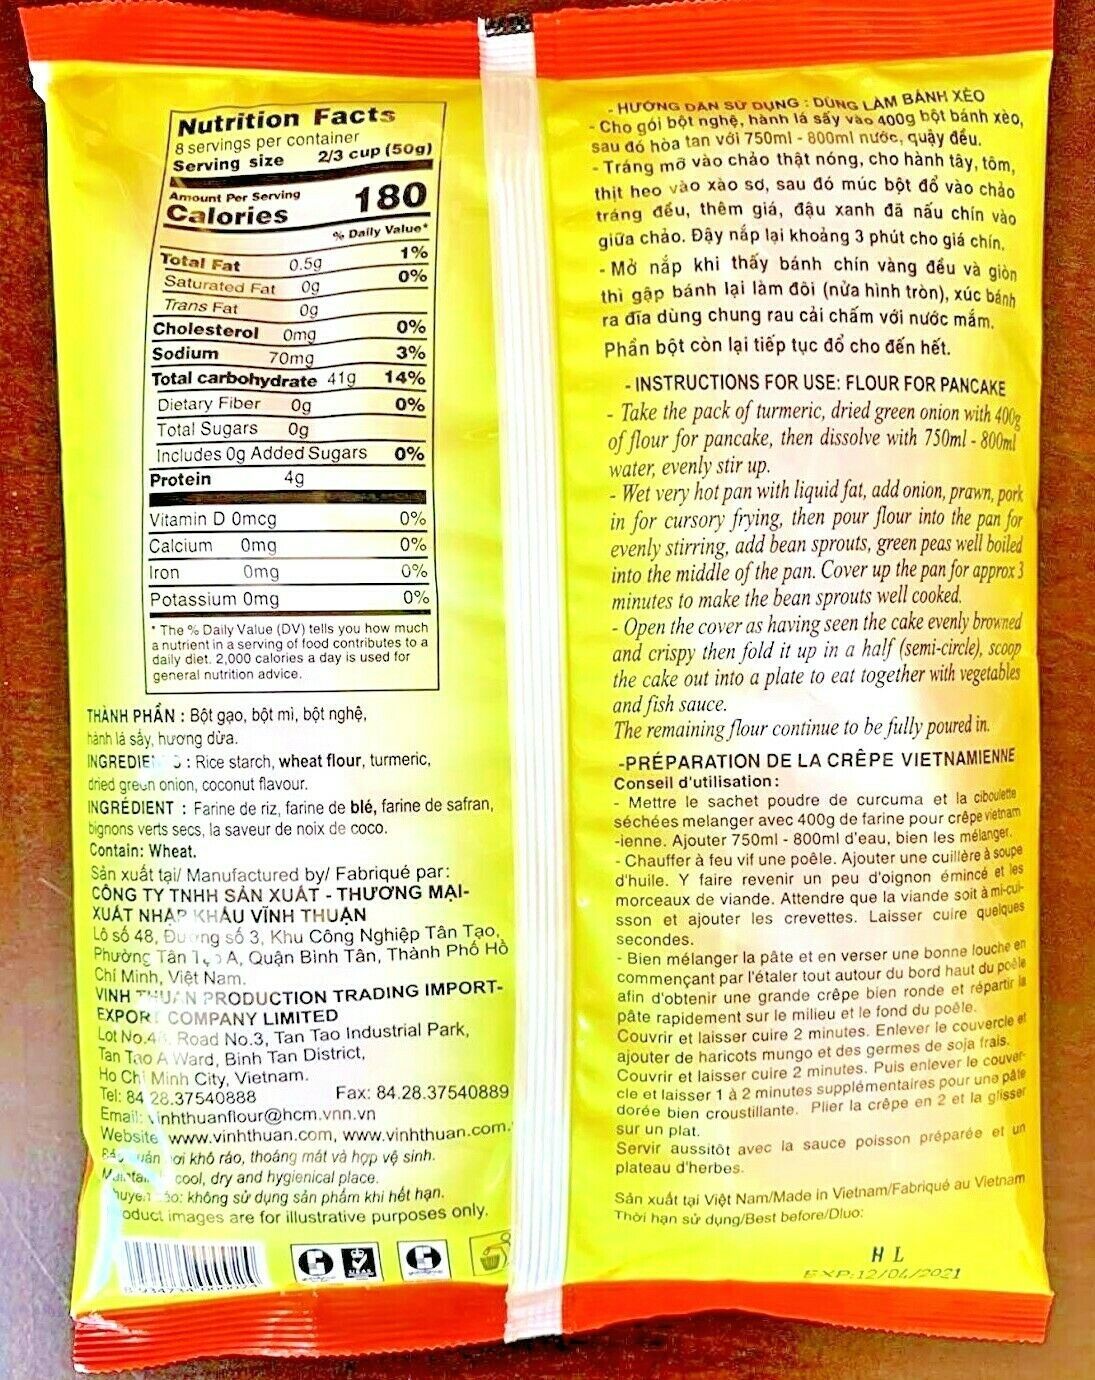 Nutrition Facts
8 servings per container
Serving size 2/3 cup (50g)
Amount Per Serving
Calories 180
% Daily Value*
Total Fat 0.5g 1%
Saturated Fat 0g 0%
Trans Fat 0g
Cholesterol 0mg 0%
Sodium 70mg 3%
Total carbohydrate 41g 14%
Dietary Fiber 0g 0%
Total Sugars 0g
Includes 0g Added Sugars 0%
Protein 4g
Vitamin D 0mcg 0%
Calcium 0mg 0%
Iron 0mg 0%
Potassium 0mg 0%
* The % Daily Value (DV) tells you how much
a nutrient in a serving of food contributes to a
daily diet. 2,000 calories a day is used for
general nutrition advice.
THÀNH PHẦN : Bột gạo, bột mì, bột nghệ,
hành lá sấy, hương dừa.
: Rice starch, wheat flour, turmeric,
dried green onion, coconut flavour.
INGRÉDIENT : Farine de riz, farine de blé, farine de safran,
bignons verts secs, la saveur de noix de coco.
Contain: Wheat.
Sản xuất tại/ Manufactured by/ Fabriqué par:
CÔNG TY TNHH SẢN XUẤT - THƯƠNG MẠI-
XUẤT NHẬP KHẨU VĨNH THUẬN
Lô số 48, Đường số 3, Khu Công Nghiệp Tân Tạo,
Phường Tân Tạo A, Quận Bình Tân, Thành Phố Hồ
Chí Minh, Việt Nam.
VINH THUAN PRODUCTION TRADING IMPORT-
EXPORT COMPANY LIMITED
Road No.3, Tan Tao Industrial Park,
Tan Tao A Ward, Binh Tan District,
Ho Chi Minh City, Vietnam.
Tel: 84 28.37540888 Fax: 84.28.37540889
Email: vinhthuanflour@hcm.vnn.vn
Website www.vinhthuan.com, www.vinhthuan.com.
nơi khô ráo, thoáng mát và hợp vệ sinh.
cool, dry and hygienical place.
không sử dụng sản phẩm khi hết hạn.
images are for illustrative purposes only.
- HƯỚNG DẪN SỬ DỤNG : DÙNG LÀM BÁNH XÈO
- Cho gói bột nghệ, hành lá sấy vào 400g bột bánh xèo,
sau đó hòa tan với 750ml - 800ml nước, quậy đều.
- Tráng mỡ vào chảo thật nóng, cho hành tây, tôm,
thịt heo vào xào sơ, sau đó múc bột đổ vào chảo
tráng đều, thêm giá, đậu xanh đã nấu chín vào
giữa chảo. Đậy nắp lại khoảng 3 phút cho giá chín.
- Mở nắp khi thấy bánh chín vàng đều và giòn
thì gập bánh lại làm đôi (nửa hình tròn), xúc bánh
ra đĩa dùng chung rau cải chấm với nước mắm.
Phần bột còn lại tiếp tục đổ cho đến hết.
- INSTRUCTIONS FOR USE: FLOUR FOR PANCAKE
- Take the pack of turmeric, dried green onion with 400g
of flour for pancake, then dissolve with 750ml - 800ml
water, evenly stir up.
- Wet very hot pan with liquid fat, add onion, prawn, pork
in for cursory frying, then pour flour into the pan for
evenly stirring, add bean sprouts, green peas well boiled
into the middle of the pan. Cover up the pan for approx 3
minutes to make the bean sprouts well cooked.
- Open the cover as having seen the cake evenly browned
and crispy then fold it up in a half (semi-circle), scoop
the cake out into a plate to eat together with vegetables
and fish sauce.
The remaining flour continue to be fully poured in.
-PRÉPARATION DE LA CRÊPE VIETNAMIENNE
Conseil d'utilisation :
- Mettre le sachet poudre de curcuma et la ciboulette
séchées melanger avec 400g de farine pour crêpe vietnam
-ienne. Ajouter 750ml - 800ml d'eau, bien les mélanger.
- Chauffer à feu vif une poêle. Ajouter une cuillère à soupe
d'huile. Y faire revenir un peu d'oignon émincé et les
morceaux de viande. Attendre que la viande soit à mi-cui-
sson et ajouter les crevettes. Laisser cuire quelques
secondes.
- Bien mélanger la pâte et en verser une bonne louche en
commençant par l'étaler tout autour du bord haut du poêle
afin d'obtenir une grande crêpe bien ronde et répartir la
pâte rapidement sur le milieu et le fond du poêle.
Couvrir et laisser cuire 2 minutes. Enlever le couvercle et
ajouter de haricots mungo et des germes de soja frais.
Couvrir et laisser cuire 2 minutes. Puis enlever le couver-
cle et laisser 1 à 2 minutes supplémentaires pour une pâte
dorée bien croustillante. Plier la crêpe en 2 et la glisser
sur un plat.
Servir aussitôt avec la sauce poisson préparée et un
plateau d'herbes.
Sản xuất tại Việt Nam/Made in Vietnam/Fabriqué au Vietnam
Thời hạn sử dụng/Best before/Dluo:
H L
EXP:12/04/2021